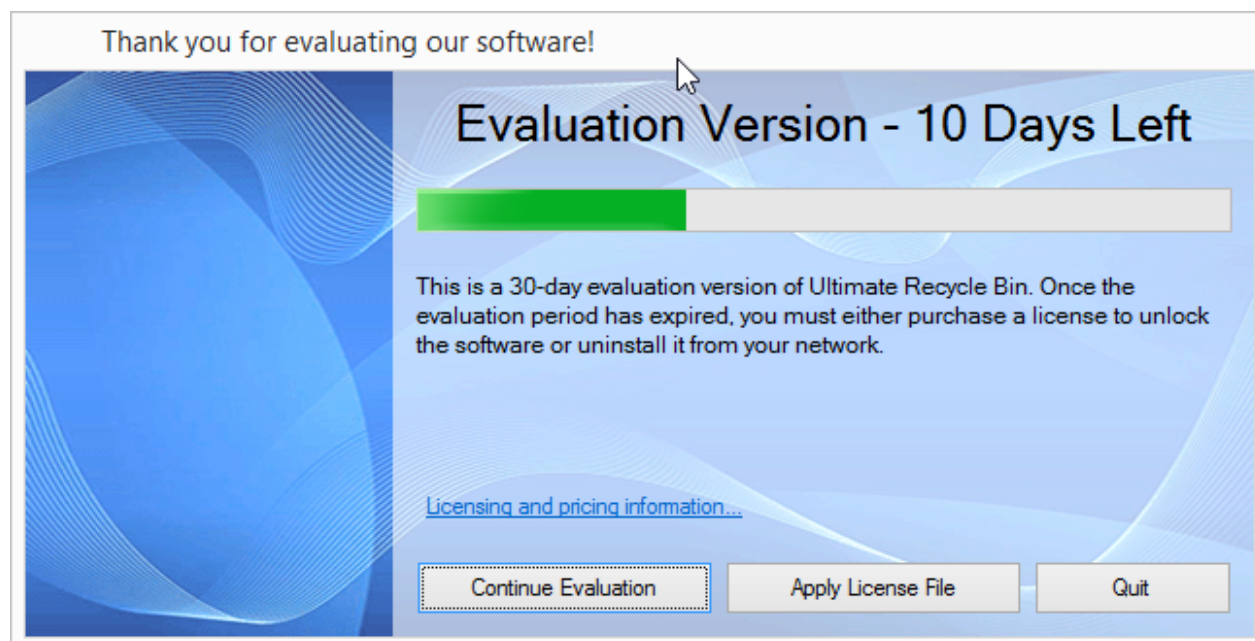 Thank you for evaluating our software!
Evaluation Version - 10 Days Left
This is a 30-day evaluation version of Ultimate Recycle Bin. Once the
evaluation period has expired, you must either purchase a license to unlock
the software or uninstall it from your network.
Licensing and pricing information...
Continue Evaluation
Apply License File
Quit